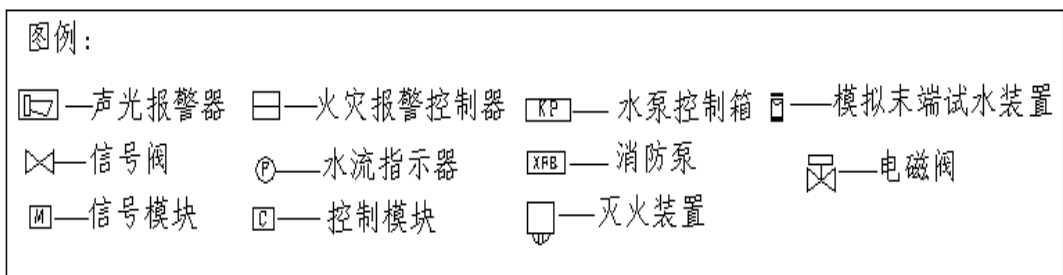 图例：
声光报警器 火灾报警控制器 KP 水泵控制箱 模拟末端试水装置
信号阀 P 水流指示器 XFB 消防泵 电磁阀
M 信号模块 C 控制模块 灭火装置